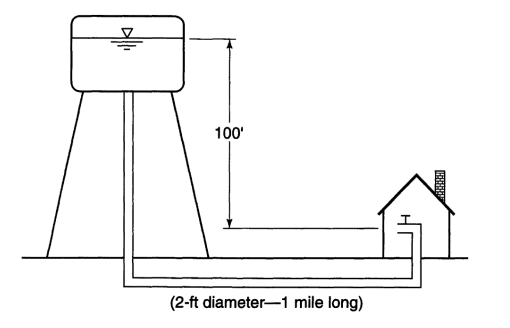 100'
(2-ft diameter—1 mile long)